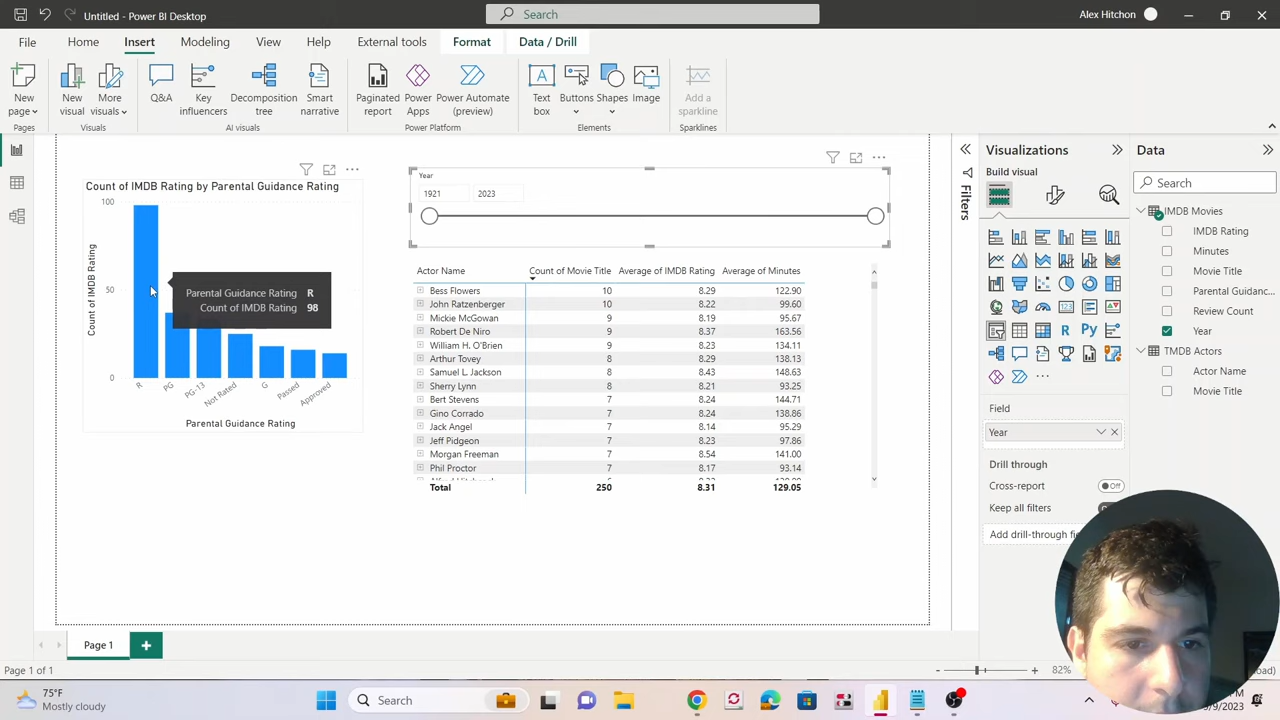 Search
Untitled - Power BI Desktop
Alex Hitchon
File
Home
Insert
Modeling
View
Help
External tools
Format
Data / Drill
New page
New visual
More visuals
Q&A
Key influencers
Decomposition tree
Smart narrative
Paginated report
Power Apps
Power Automate (preview)
Text box
Buttons
Shapes
Image
Add a sparkline
Pages
Visuals
AI visuals
Power Platform
Elements
Sparklines
Count of IMDB Rating by Parental Guidance Rating
100
50
0
Count of IMDB Rating
R
PG
PG-13
Not Rated
G
Passed
Approved
Parental Guidance Rating
Parental Guidance Rating R
Count of IMDB Rating 98
Year
1921 2023
Actor Name Count of Movie Title Average of IMDB Rating Average of Minutes
Bess Flowers 10 8.29 122.90
John Ratzenberger 10 8.22 99.60
Mickie McGowan 9 8.19 95.67
Robert De Niro 9 8.37 163.56
William H. O'Brien 9 8.23 134.11
Arthur Tovey 8 8.29 138.13
Samuel L. Jackson 8 8.43 148.63
Sherry Lynn 8 8.21 93.25
Bert Stevens 7 8.24 144.71
Gino Corrado 7 8.24 138.86
Jack Angel 7 8.14 95.29
Jeff Pidgeon 7 8.23 97.86
Morgan Freeman 7 8.54 141.00
Phil Proctor 7 8.17 93.14
Total 250 8.31 129.05
Filters
Visualizations
Build visual
R
Py
123
Field
Year
Drill through
Cross-report
Off
Keep all filters
Add drill-through fi
Data
Search
IMDB Movies
IMDB Rating
Minutes
Movie Title
Parental Guidanc...
Review Count
Year
TMDB Actors
Actor Name
Movie Title
Page 1
Page 1 of 1
82%
oad)
75°F
Mostly cloudy
Search
PM
/9/2023